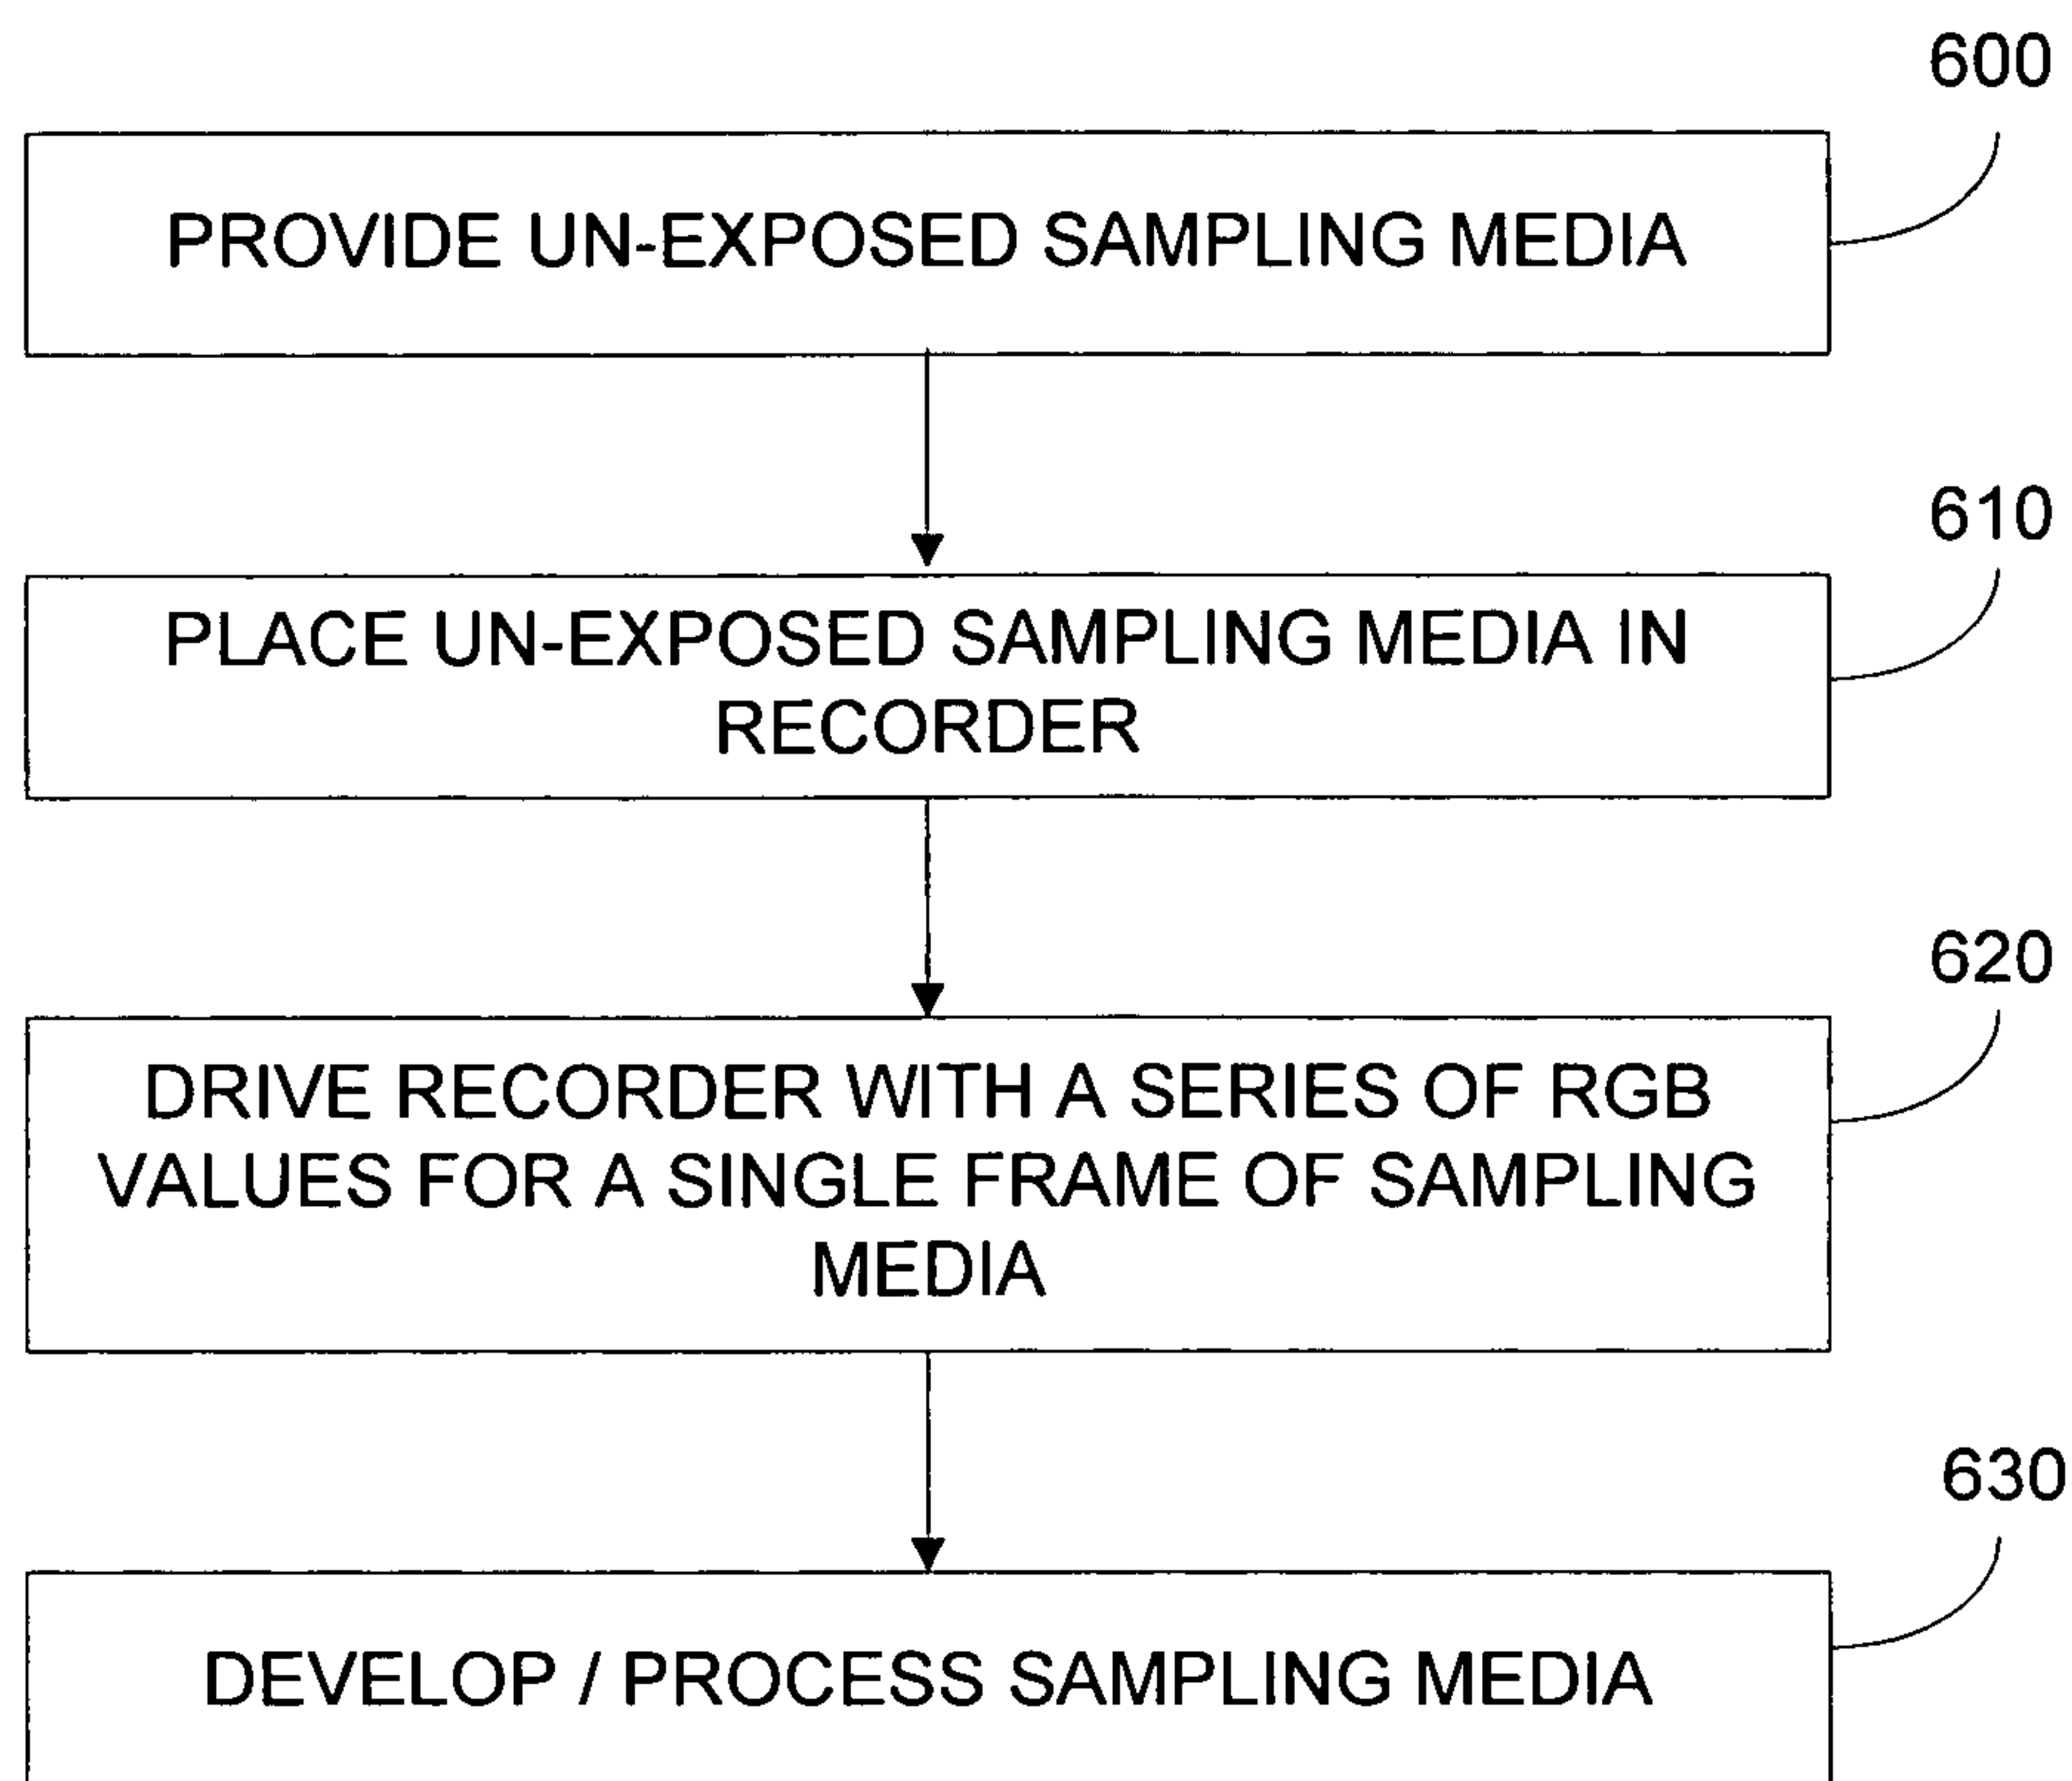 600
PROVIDE UN-EXPOSED SAMPLING MEDIA
610
PLACE UN-EXPOSED SAMPLING MEDIA IN
RECORDER
620
DRIVE RECORDER WITH A SERIES OF RGB
VALUES FOR A SINGLE FRAME OF SAMPLING
MEDIA
630
DEVELOP / PROCESS SAMPLING MEDIA